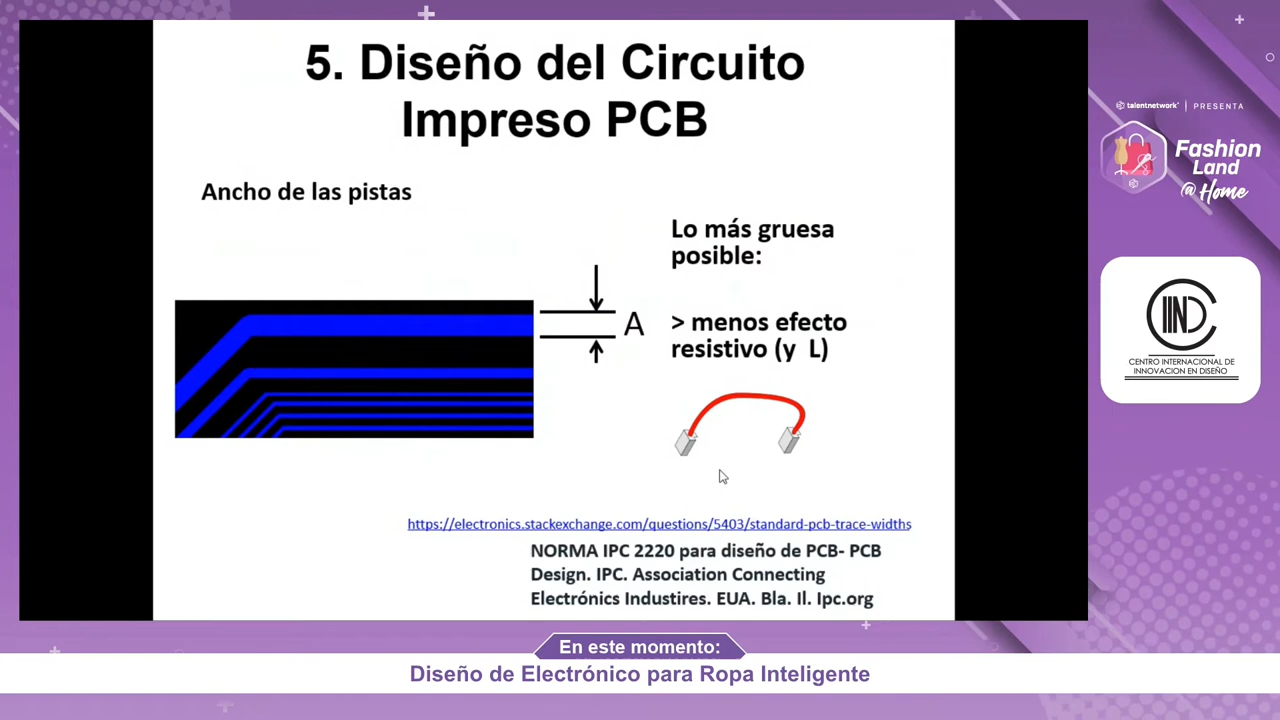 5. Diseño del Circuito
Impreso PCB
Ancho de las pistas
Lo más gruesa
posible:
A
> menos efecto
resistivo (y L)
https://electronics.stackexchange.com/questions/5403/standard-pcb-trace-widths
NORMA IPC 2220 para diseño de PCB- PCB
Design. IPC. Association Connecting
Electrónics Industires. EUA. Bla. Il. Ipc.org
talentnetwork | PRESENTA
Fashion
Land
@ Home
CIND
CENTRO INTERNACIONAL DE
INNOVACION EN DISEÑO
En este momento:
Diseño de Electrónico para Ropa Inteligente